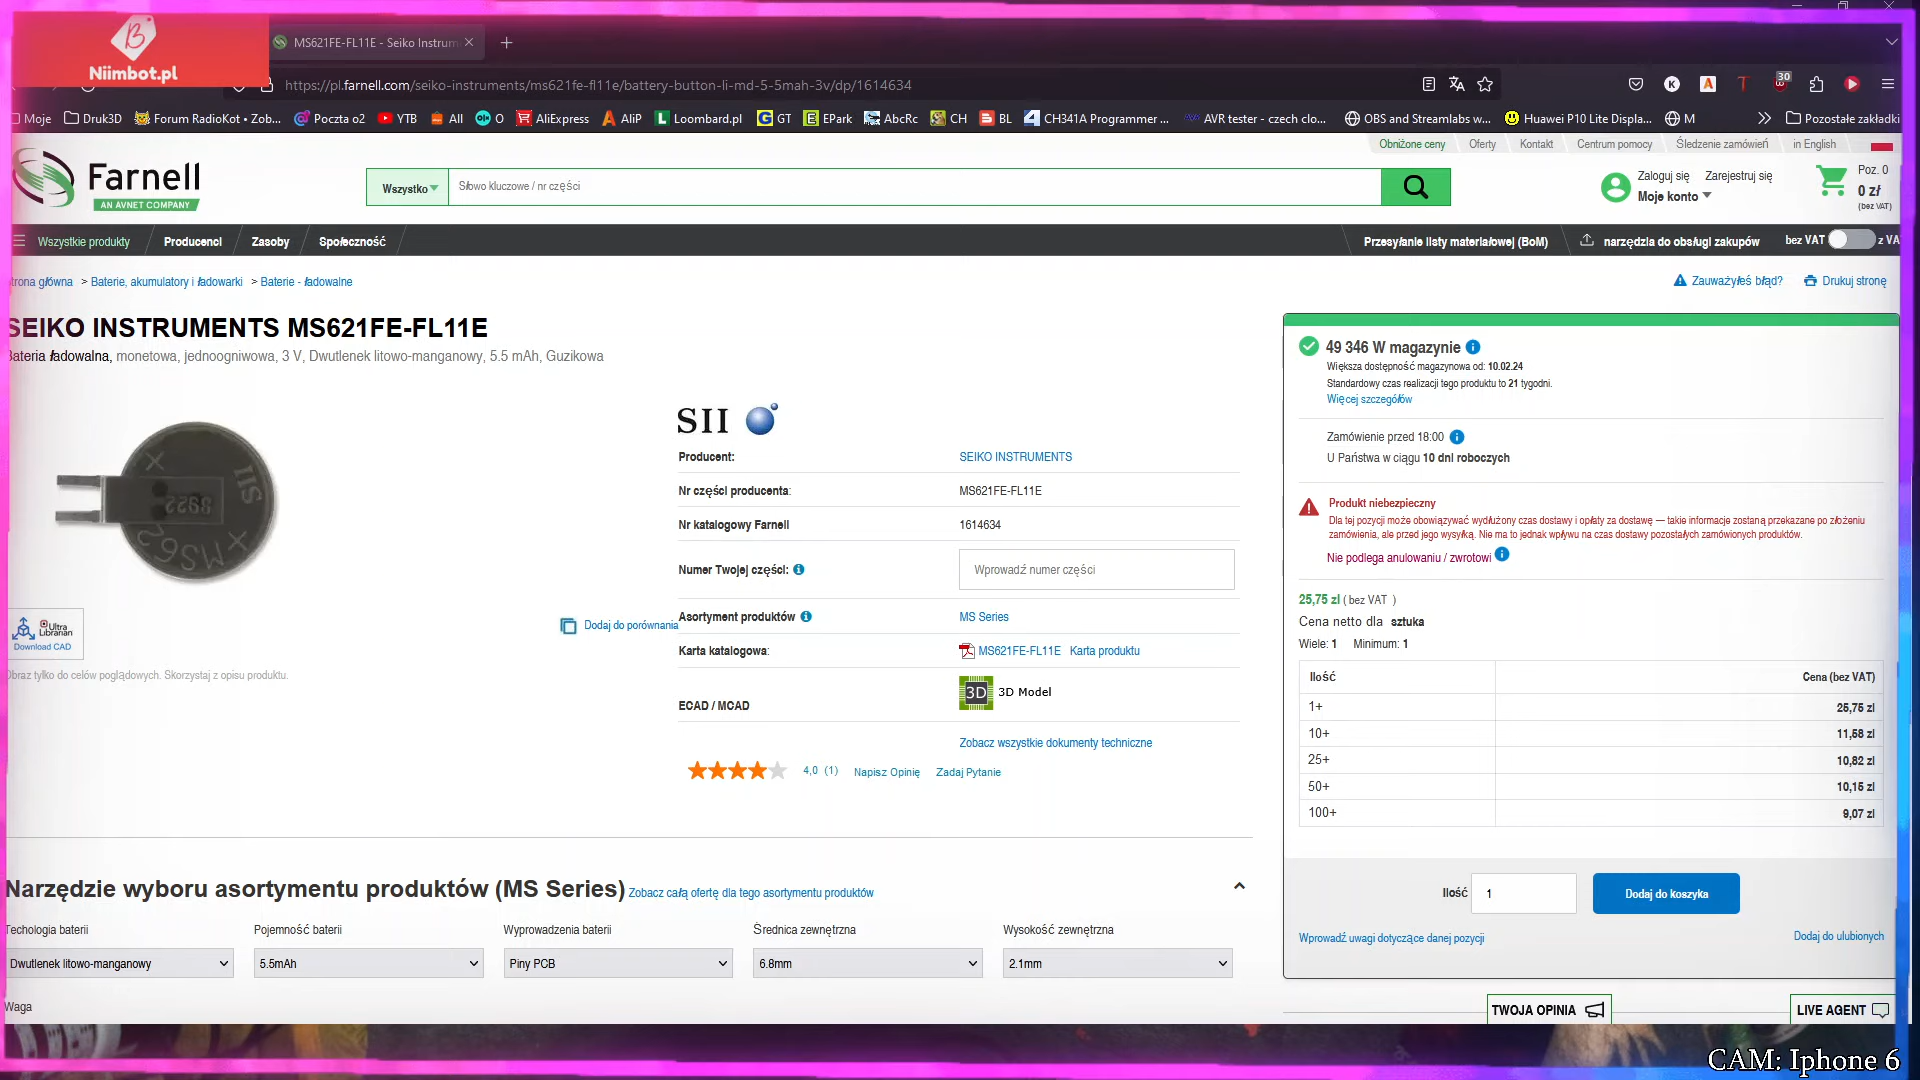 Niimbot.pl
MS621FE-FL11E - Seiko Instrum
https://pl.farnell.com/seiko-instruments/ms621fe-fl11e/battery-button-li-md-5-5mah-3v/dp/1614634
30
Moje Druk3D Forum RadioKot • Zob... Poczta o2 YTB All O AliExpress AliP Loombard.pl GT EPark AbcRc CH BL CH341A Programmer ... AVR tester - czech clo... OBS and Streamlabs w... Huawei P10 Lite Displa... M Pozostałe zakładki
Obniżone ceny Oferty Kontakt Centrum pomocy Śledzenie zamówień in English
Farnell
AN AVNET COMPANY
Wszystko Słowo kluczowe / nr części
Zaloguj się Zarejestruj się
Moje konto
Poz. 0
0 zł
(bez VAT)
Wszystkie produkty Producenci Zasoby Społeczność Przesyłanie listy materiałowej (BoM) narzędzia do obsługi zakupów bez VAT z VA
trona główna > Baterie, akumulatory i ładowarki > Baterie - ładowalne
Zauważyłeś błąd? Drukuj stronę
SEIKO INSTRUMENTS MS621FE-FL11E
Bateria ładowalna, monetowa, jednoogniwowa, 3 V, Dwutlenek litowo-manganowy, 5.5 mAh, Guzikowa
SII
Producent: SEIKO INSTRUMENTS
Nr części producenta: MS621FE-FL11E
Nr katalogowy Farnell 1614634
Numer Twojej części: Wprowadź numer części
Asortyment produktów MS Series
Karta katalogowa: MS621FE-FL11E Karta produktu
ECAD / MCAD 3D 3D Model
Zobacz wszystkie dokumenty techniczne
4,0 (1) Napisz Opinię Zadaj Pytanie
SII
MS62
Ultra
Librarian
Download CAD
Dodaj do porównania
Obraz tylko do celów poglądowych. Skorzystaj z opisu produktu.
49 346 W magazynie
Większa dostępność magazynowa od: 10.02.24
Standardowy czas realizacji tego produktu to 21 tygodni.
Więcej szczegółów
Zamówienie przed 18:00
U Państwa w ciągu 10 dni roboczych
Produkt niebezpieczny
Dla tej pozycji może obowiązywać wydłużony czas dostawy i opłaty za dostawę — takie informacje zostaną przekazane po złożeniu
zamówienia, ale przed jego wysyłką. Nie ma to jednak wpływu na czas dostawy pozostałych zamówionych produktów.
Nie podlega anulowaniu / zwrotowi
25,75 zł ( bez VAT )
Cena netto dla sztuka
Wiele: 1 Minimum: 1
Ilość Cena (bez VAT)
1+ 25,75 zł
10+ 11,58 zł
25+ 10,82 zł
50+ 10,15 zł
100+ 9,07 zł
Ilość 1 Dodaj do koszyka
Wprowadź uwagi dotyczące danej pozycji Dodaj do ulubionych
Narzędzie wyboru asortymentu produktów (MS Series) Zobacz całą ofertę dla tego asortymentu produktów
Techologia baterii Pojemność baterii Wyprowadzenia baterii Średnica zewnętrzna Wysokość zewnętrzna
Dwutlenek litowo-manganowy 5.5mAh Piny PCB 6.8mm 2.1mm
Waga
TWOJA OPINIA LIVE AGENT
CAM: Iphone 6